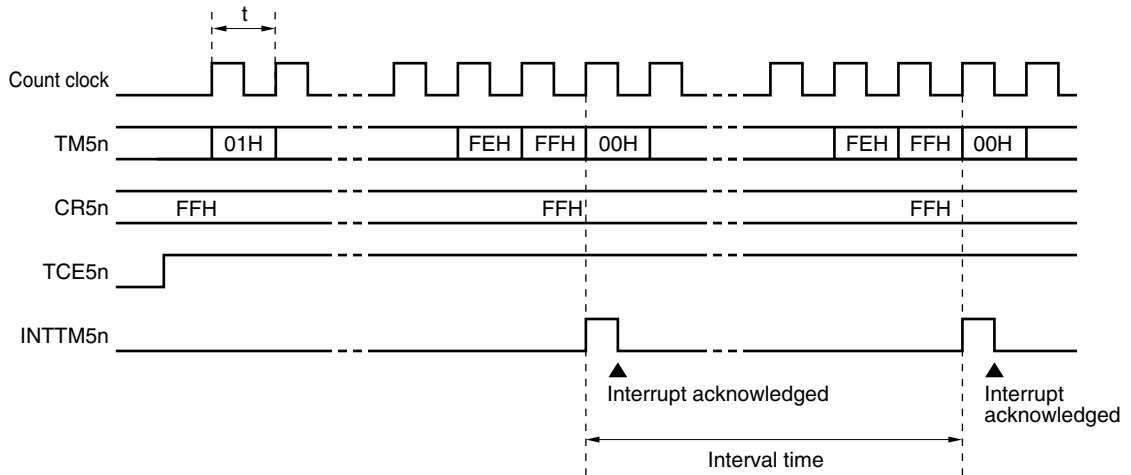 t
Count clock
TM5n 01H FEH FFH 00H FEH FFH 00H
CR5n FFH FFH FFH
TCE5n
INTTM5n
Interrupt acknowledged
Interrupt
acknowledged
Interval time